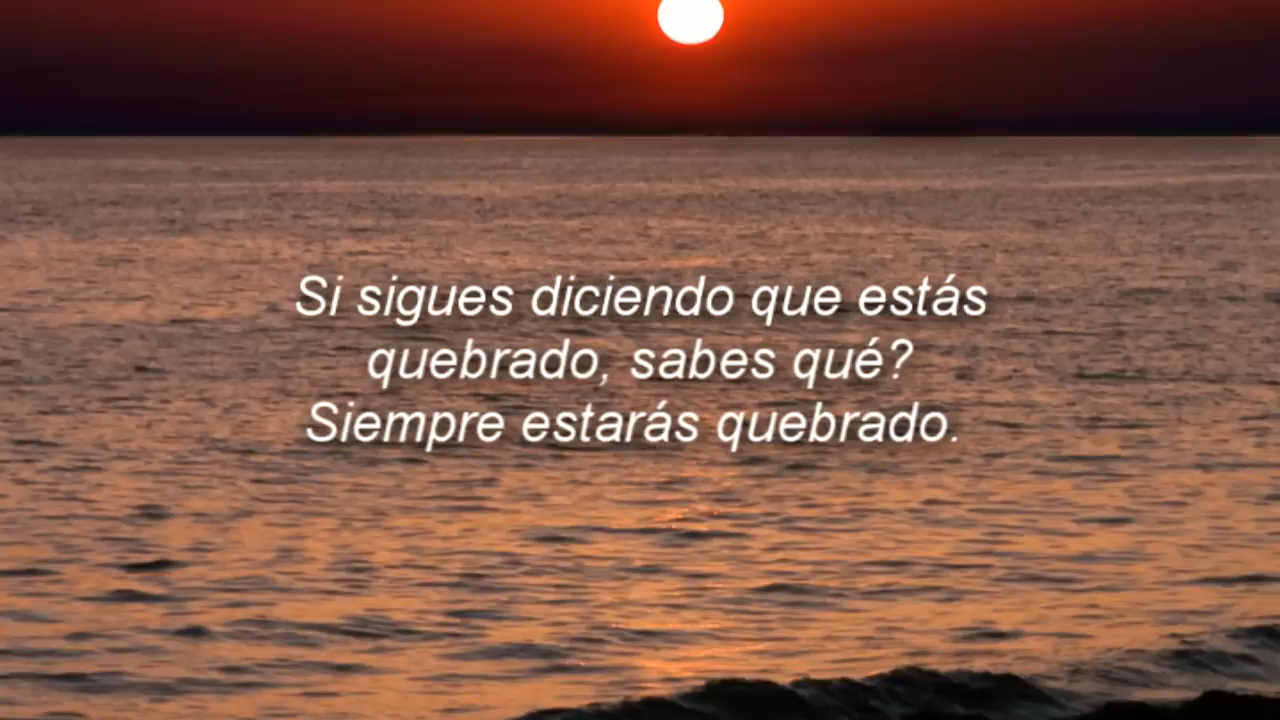 Si sigues diciendo que estás
quebrado, sabes qué?
Siempre estarás quebrado.